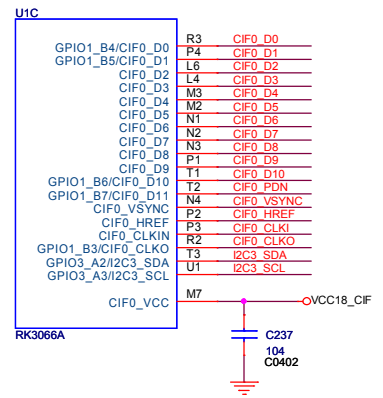 U1C
GPIO1_B4/CIF0_D0 R3 CIF0_D0
GPIO1_B5/CIF0_D1 P4 CIF0_D1
CIF0_D2 L6 CIF0_D2
CIF0_D3 L4 CIF0_D3
CIF0_D4 M3 CIF0_D4
CIF0_D5 M2 CIF0_D5
CIF0_D6 N1 CIF0_D6
CIF0_D7 N2 CIF0_D7
CIF0_D8 N3 CIF0_D8
CIF0_D9 P1 CIF0_D9
GPIO1_B6/CIF0_D10 T1 CIF0_D10
GPIO1_B7/CIF0_D11 T2 CIF0_PDN
CIF0_VSYNC N4 CIF0_VSYNC
CIF0_HREF P2 CIF0_HREF
CIF0_CLKIN P3 CIF0_CLKI
GPIO1_B3/CIF0_CLKO R2 CIF0_CLKO
GPIO3_A2/I2C3_SDA T3 I2C3_SDA
GPIO3_A3/I2C3_SCL U1 I2C3_SCL
CIF0_VCC M7 VCC18_CIF
RK3066A
C237
104
C0402